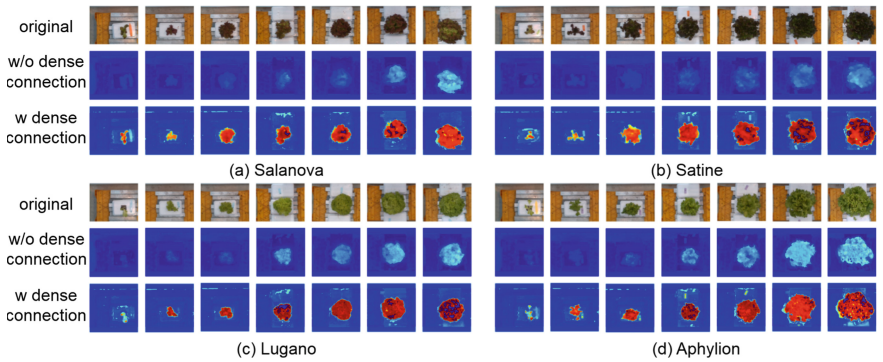 original
w/o dense
connection
w dense
connection
(a) Salanova
(b) Satine
original
w/o dense
connection
w dense
connection
(c) Lugano
(d) Aphylion